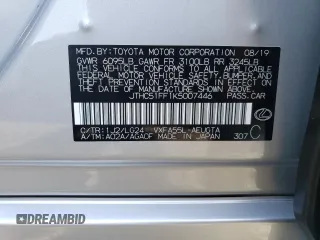 MFD.BY:TOYOTA MOTOR CORPORATION 08/19
GVWR 6095LB GAWR FR 3100LB RR 3245LB
THIS VEHICLE CONFORMS TO ALL APPLICABLE
FEDERAL MOTOR VEHICLE SAFETY, BUMPER, AND
THEFT PREVENTION STANDARDS IN EFFECT ON THE
DATE OF MANUFACTURE SHOWN ABOVE.
JTHC51FF1K5007446 PASS.CAR
C/TR:1J2/LG24 VXFA55L-AEUGTA
A/TM:A02A/AGA0F MADE IN JAPAN 307 C
DREAMBID